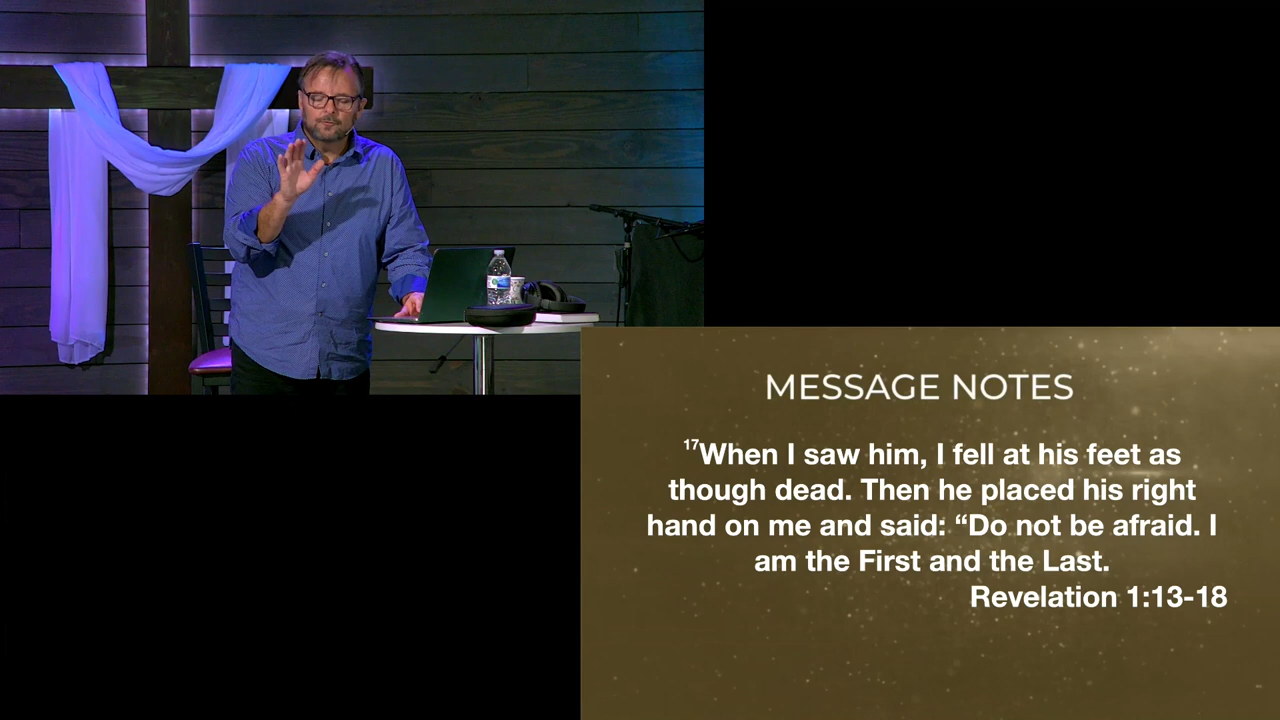 MESSAGE NOTES
¹⁷When I saw him, I fell at his feet as
though dead. Then he placed his right
hand on me and said: “Do not be afraid. I
am the First and the Last.
Revelation 1:13-18